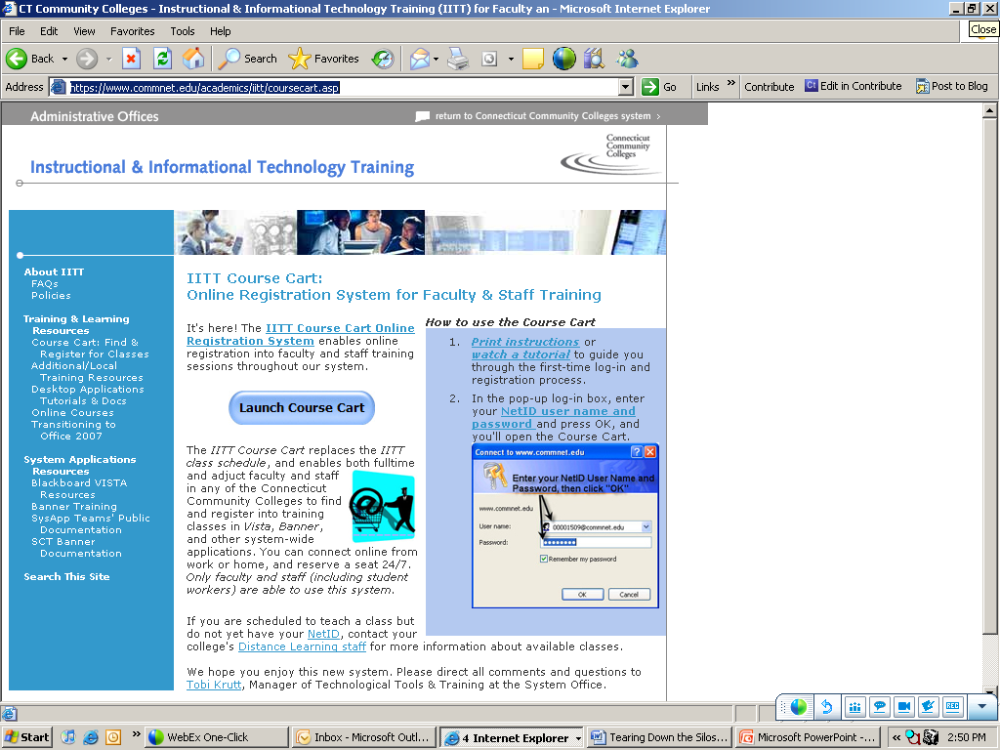 CT Community Colleges - Instructional & Informational Technology Training (IITT) for Faculty an - Microsoft Internet Explorer
File Edit View Favorites Tools Help
Close
Back Search Favorites
Address https://www.commnet.edu/academics/iitt/coursecart.asp Go Links » Contribute Ct Edit in Contribute Post to Blog
Administrative Offices
return to Connecticut Community Colleges system >
Connecticut
Community
Colleges
Instructional & Informational Technology Training
About IITT
FAQs
Policies
Training & Learning
Resources
Course Cart: Find &
Register for Classes
Additional/Local
Training Resources
Desktop Applications
Tutorials & Docs
Online Courses
Transitioning to
Office 2007
System Applications
Resources
Blackboard VISTA
Resources
Banner Training
SysApp Teams' Public
Documentation
SCT Banner
Documentation
Search This Site
IITT Course Cart:
Online Registration System for Faculty & Staff Training
It's here! The IITT Course Cart Online
Registration System enables online
registration into faculty and staff training
sessions throughout our system.
Launch Course Cart
The IITT Course Cart replaces the IITT
class schedule, and enables both fulltime
and adjuct faculty and staff
in any of the Connecticut
Community Colleges to find
and register into training
classes in Vista, Banner,
and other system-wide
applications. You can connect online from
work or home, and reserve a seat 24/7.
Only faculty and staff (including student
workers) are able to use this system.
How to use the Course Cart
1. Print instructions or
watch a tutorial to guide you
through the first-time log-in and
registration process.
2. In the pop-up log-in box, enter
your NetID user name and
password and press OK, and
you'll open the Course Cart.
Connect to www.commnet.edu
Enter your NetID User Name and
Password, then click "OK"
www.commnet.edu
User name: 00001509@commnet.edu
Password: ••••••••
Remember my password
OK Cancel
If you are scheduled to teach a class but
do not yet have your NetID, contact your
college's Distance Learning staff for more information about available classes.
We hope you enjoy this new system. Please direct all comments and questions to
Tobi Krutt, Manager of Technological Tools & Training at the System Office.
REC
Start » WebEx One-Click Inbox - Microsoft Outl... 4 Internet Explorer Tearing Down the Silos... Microsoft PowerPoint -... « 2:50 PM